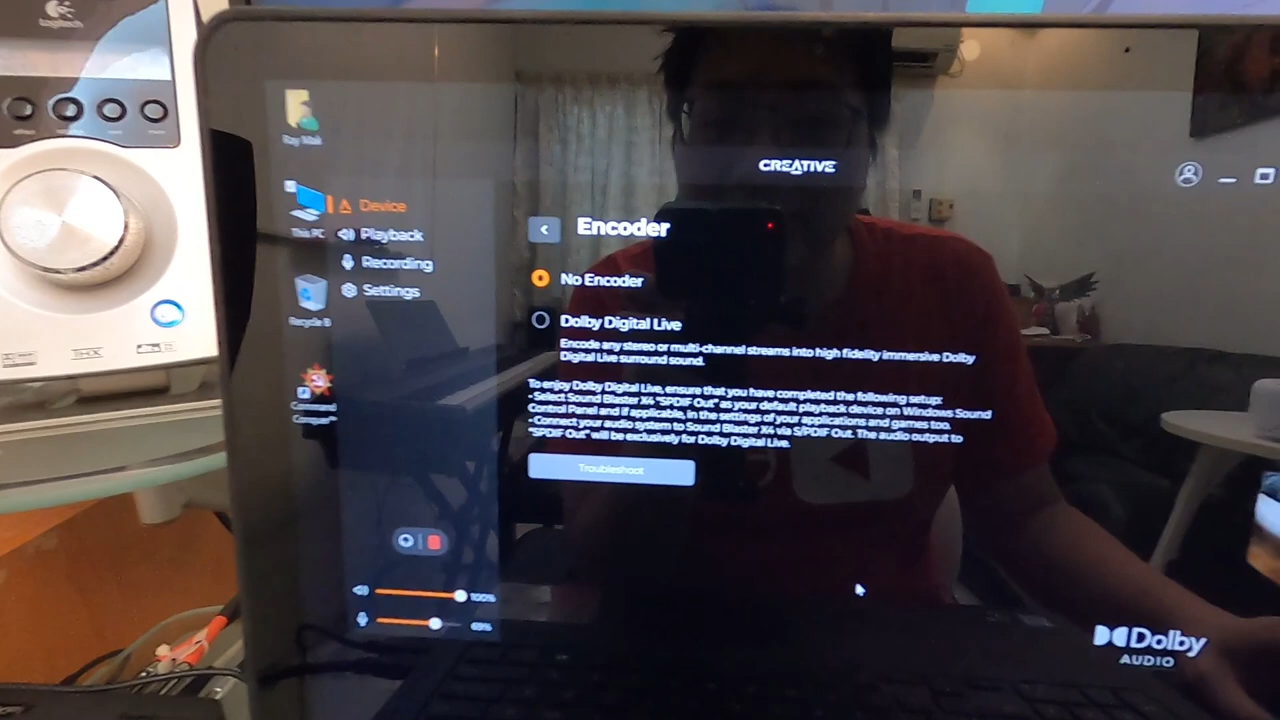 logitech
THX
This PC
Recycle B
Device
Playback
Recording
Settings
CREATIVE
Encoder
No Encoder
Dolby Digital Live
Encode any stereo or multi-channel streams into high fidelity immersive Dolby
Digital Live surround sound.
To enjoy Dolby Digital Live, ensure that you have completed the following setup:
- Select Sound Blaster X4 "SPDIF Out" as your default playback device on Windows Sound
Control Panel and if applicable, in the settings of your applications and games too.
- Connect your audio system to Sound Blaster X4 via S/PDIF Out. The audio output to
"SPDIF Out" will be exclusively for Dolby Digital Live.
Troubleshoot
100%
69%
Dolby
AUDIO